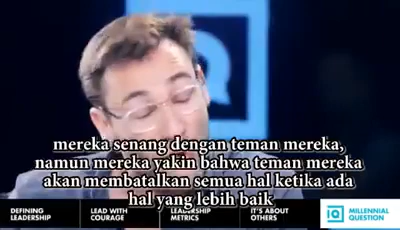 mereka senang dengan teman mereka,
namun mereka yakin bahwa teman mereka
akan membatalkan semua hal ketika ada
hal yang lebih baik
DEFINING
LEADERSHIP
LEAD WITH
COURAGE
LEADERSHIP
METRICS
IT'S ABOUT
OTHERS
IQ
MILLENNIAL
QUESTION